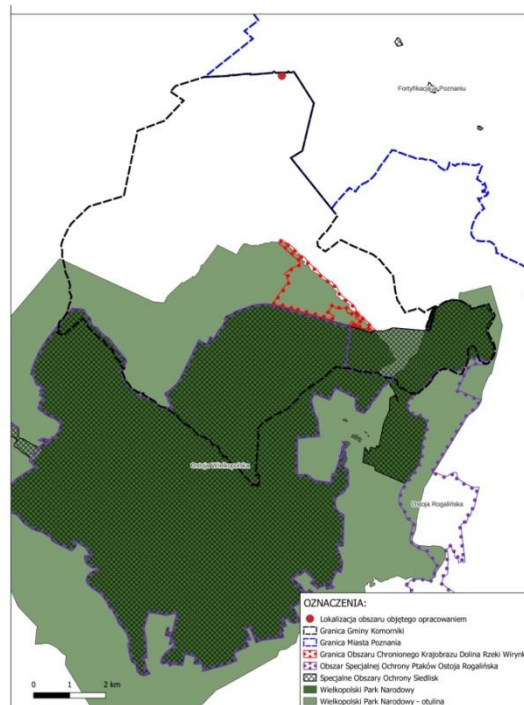 Fortyfikacje w Poznaniu
Ostoja Wielkopolska
Ostoja Rogalińska
OZNACZENIA:
Lokalizacja obszaru objętego opracowaniem
Granica Gminy Komorniki
Granica Miasta Poznania
Granica Obszaru Chronionego Krajobrazu Dolina Rzeki Wirynk
Obszar Specjalnej Ochrony Ptaków Ostoja Rogalińska
Specjalne Obszary Ochrony Siedlisk
Wielkopolski Park Narodowy
Wielkopolski Park Narodowy - otulina
0 1 2 km